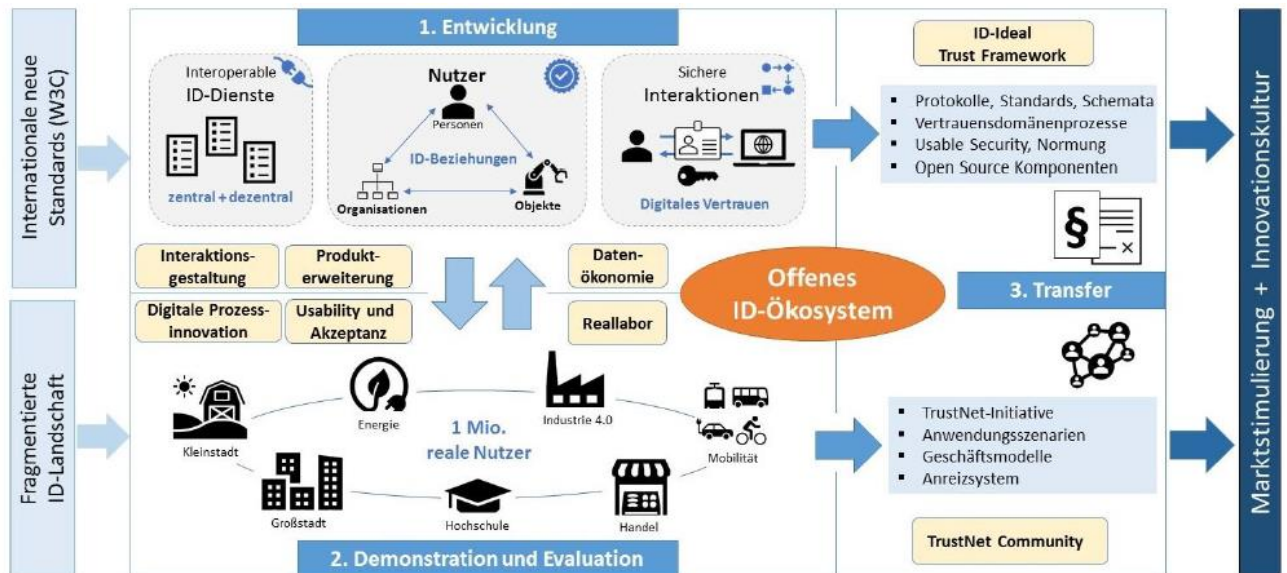 Internationale neue
Standards (W3C)
Fragmentierte
ID-Landschaft
1. Entwicklung
Interoperable
ID-Dienste
zentral + dezentral
Nutzer
Personen
ID-Beziehungen
Organisationen
Objekte
Sichere
Interaktionen
Digitales Vertrauen
Interaktions-
gestaltung
Produkt-
erweiterung
Digitale Prozess-
innovation
Usability und
Akzeptanz
Daten-
ökonomie
Reallabor
Offenes
ID-Ökosystem
Kleinstadt
Energie
Industrie 4.0
Mobilität
1 Mio.
reale Nutzer
Großstadt
Hochschule
Handel
2. Demonstration und Evaluation
ID-Ideal
Trust Framework
▪ Protokolle, Standards, Schemata
▪ Vertrauensdomänenprozesse
▪ Usable Security, Normung
▪ Open Source Komponenten
§
3. Transfer
▪ TrustNet-Initiative
▪ Anwendungsszenarien
▪ Geschäftsmodelle
▪ Anreizsystem
TrustNet Community
Marktstimulierung + Innovationskultur